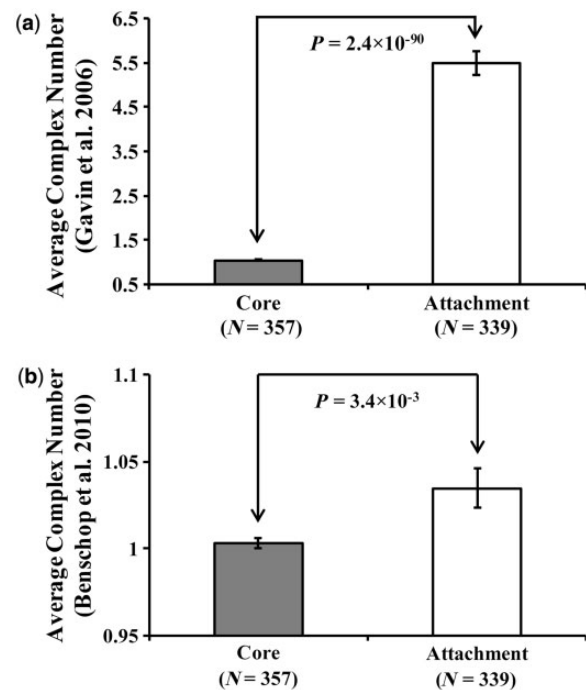 (a)
Average Complex Number
(Gavin et al. 2006)
6.5
5.5
4.5
3.5
2.5
1.5
0.5
P = 2.4×10⁻⁹⁰
Core
(N = 357)
Attachment
(N = 339)
(b)
Average Complex Number
(Benschop et al. 2010)
1.1
1.05
1
0.95
P = 3.4×10⁻³
Core
(N = 357)
Attachment
(N = 339)